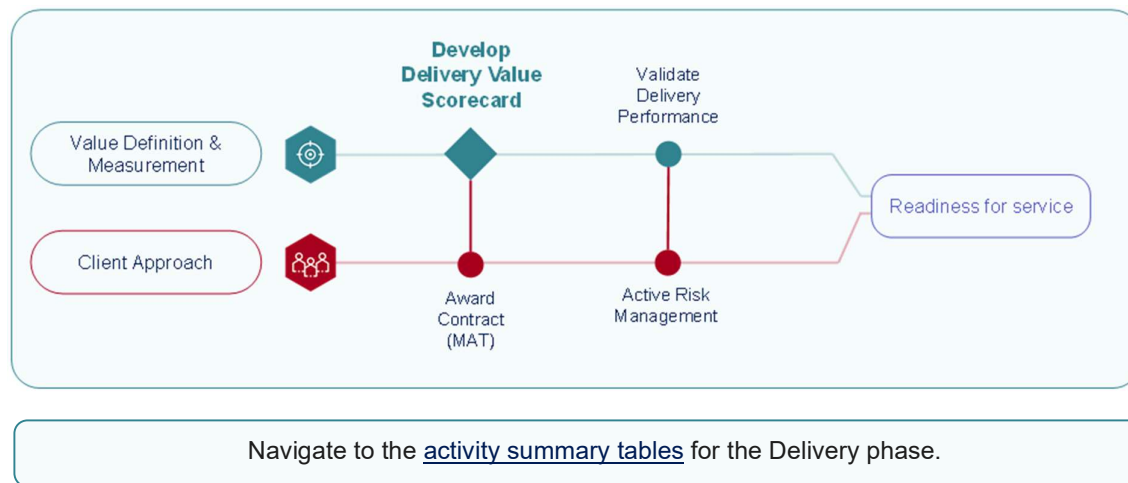 Develop
Delivery Value
Scorecard
Validate
Delivery
Performance
Value Definition &
Measurement
Readiness for service
Client Approach
Award
Contract
(MAT)
Active Risk
Management
Navigate to the activity summary tables for the Delivery phase.